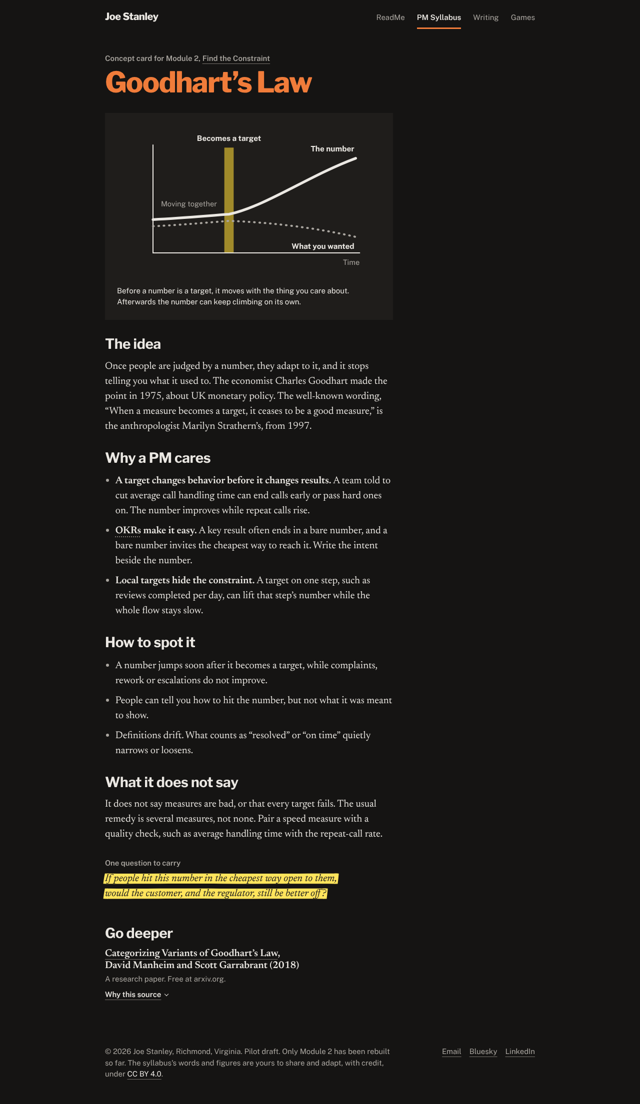 Joe Stanley
ReadMe PM Syllabus Writing Games
Concept card for Module 2, Find the Constraint
Goodhart’s Law
Becomes a target
The number
Moving together
What you wanted
Time
Before a number is a target, it moves with the thing you care about.
Afterwards the number can keep climbing on its own.
The idea
Once people are judged by a number, they adapt to it, and it stops
telling you what it used to. The economist Charles Goodhart made the
point in 1975, about UK monetary policy. The well-known wording,
“When a measure becomes a target, it ceases to be a good measure,” is
the anthropologist Marilyn Strathern’s, from 1997.
Why a PM cares
A target changes behavior before it changes results. A team told to
cut average call handling time can end calls early or pass hard ones
on. The number improves while repeat calls rise.
OKRs make it easy. A key result often ends in a bare number, and a
bare number invites the cheapest way to reach it. Write the intent
beside the number.
Local targets hide the constraint. A target on one step, such as
reviews completed per day, can lift that step’s number while the
whole flow stays slow.
How to spot it
A number jumps soon after it becomes a target, while complaints,
rework or escalations do not improve.
People can tell you how to hit the number, but not what it was meant
to show.
Definitions drift. What counts as “resolved” or “on time” quietly
narrows or loosens.
What it does not say
It does not say measures are bad, or that every target fails. The usual
remedy is several measures, not none. Pair a speed measure with a
quality check, such as average handling time with the repeat-call rate.
One question to carry
If people hit this number in the cheapest way open to them,
would the customer, and the regulator, still be better off?
Go deeper
Categorizing Variants of Goodhart’s Law,
David Manheim and Scott Garrabrant (2018)
A research paper. Free at arxiv.org.
Why this source
© 2026 Joe Stanley, Richmond, Virginia. Pilot draft. Only Module 2 has been rebuilt
so far. The syllabus’s words and figures are yours to share and adapt, with credit,
under CC BY 4.0.
Email Bluesky LinkedIn